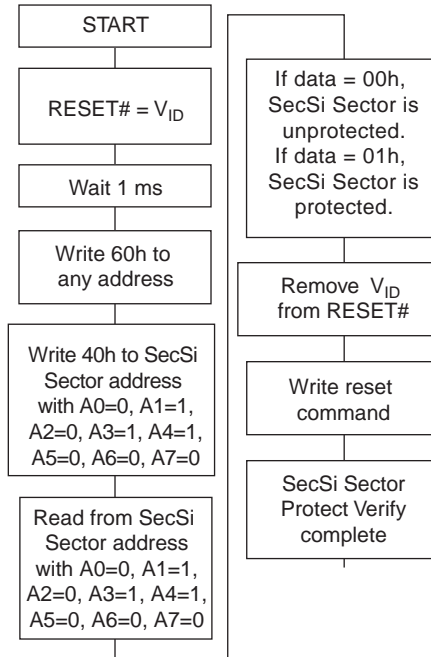 START
RESET# = VID
Wait 1 ms
Write 60h to
any address
Write 40h to SecSi
Sector address
with A0=0, A1=1,
A2=0, A3=1, A4=1,
A5=0, A6=0, A7=0
Read from SecSi
Sector address
with A0=0, A1=1,
A2=0, A3=1, A4=1,
A5=0, A6=0, A7=0
If data = 00h,
SecSi Sector is
unprotected.
If data = 01h,
SecSi Sector is
protected.
Remove VID
from RESET#
Write reset
command
SecSi Sector
Protect Verify
complete